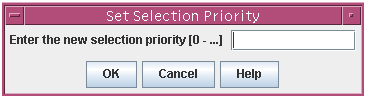 Set Selection Priority
Enter the new selection priority [0 - ...]
OK Cancel Help